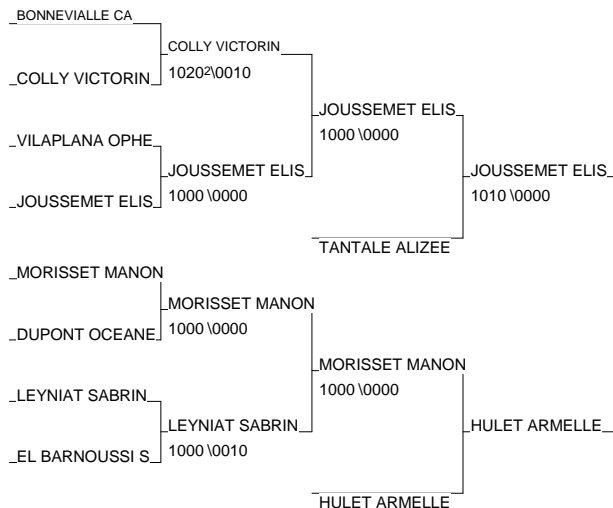 BONNEVIALLE CA
COLLY VICTORIN
1020²\0010
COLLY VICTORIN
JOUSSEMET ELIS
1000 \0000
VILAPLANA OPHE
JOUSSEMET ELIS
1000 \0000
JOUSSEMET ELIS
1010 \0000
JOUSSEMET ELIS
TANTALE ALIZEE
MORISSET MANON
MORISSET MANON
1000 \0000
DUPONT OCEANE
MORISSET MANON
1000 \0000
LEYNIAT SABRIN
LEYNIAT SABRIN
1000 \0010
HULET ARMELLE
EL BARNOUSSI S
HULET ARMELLE